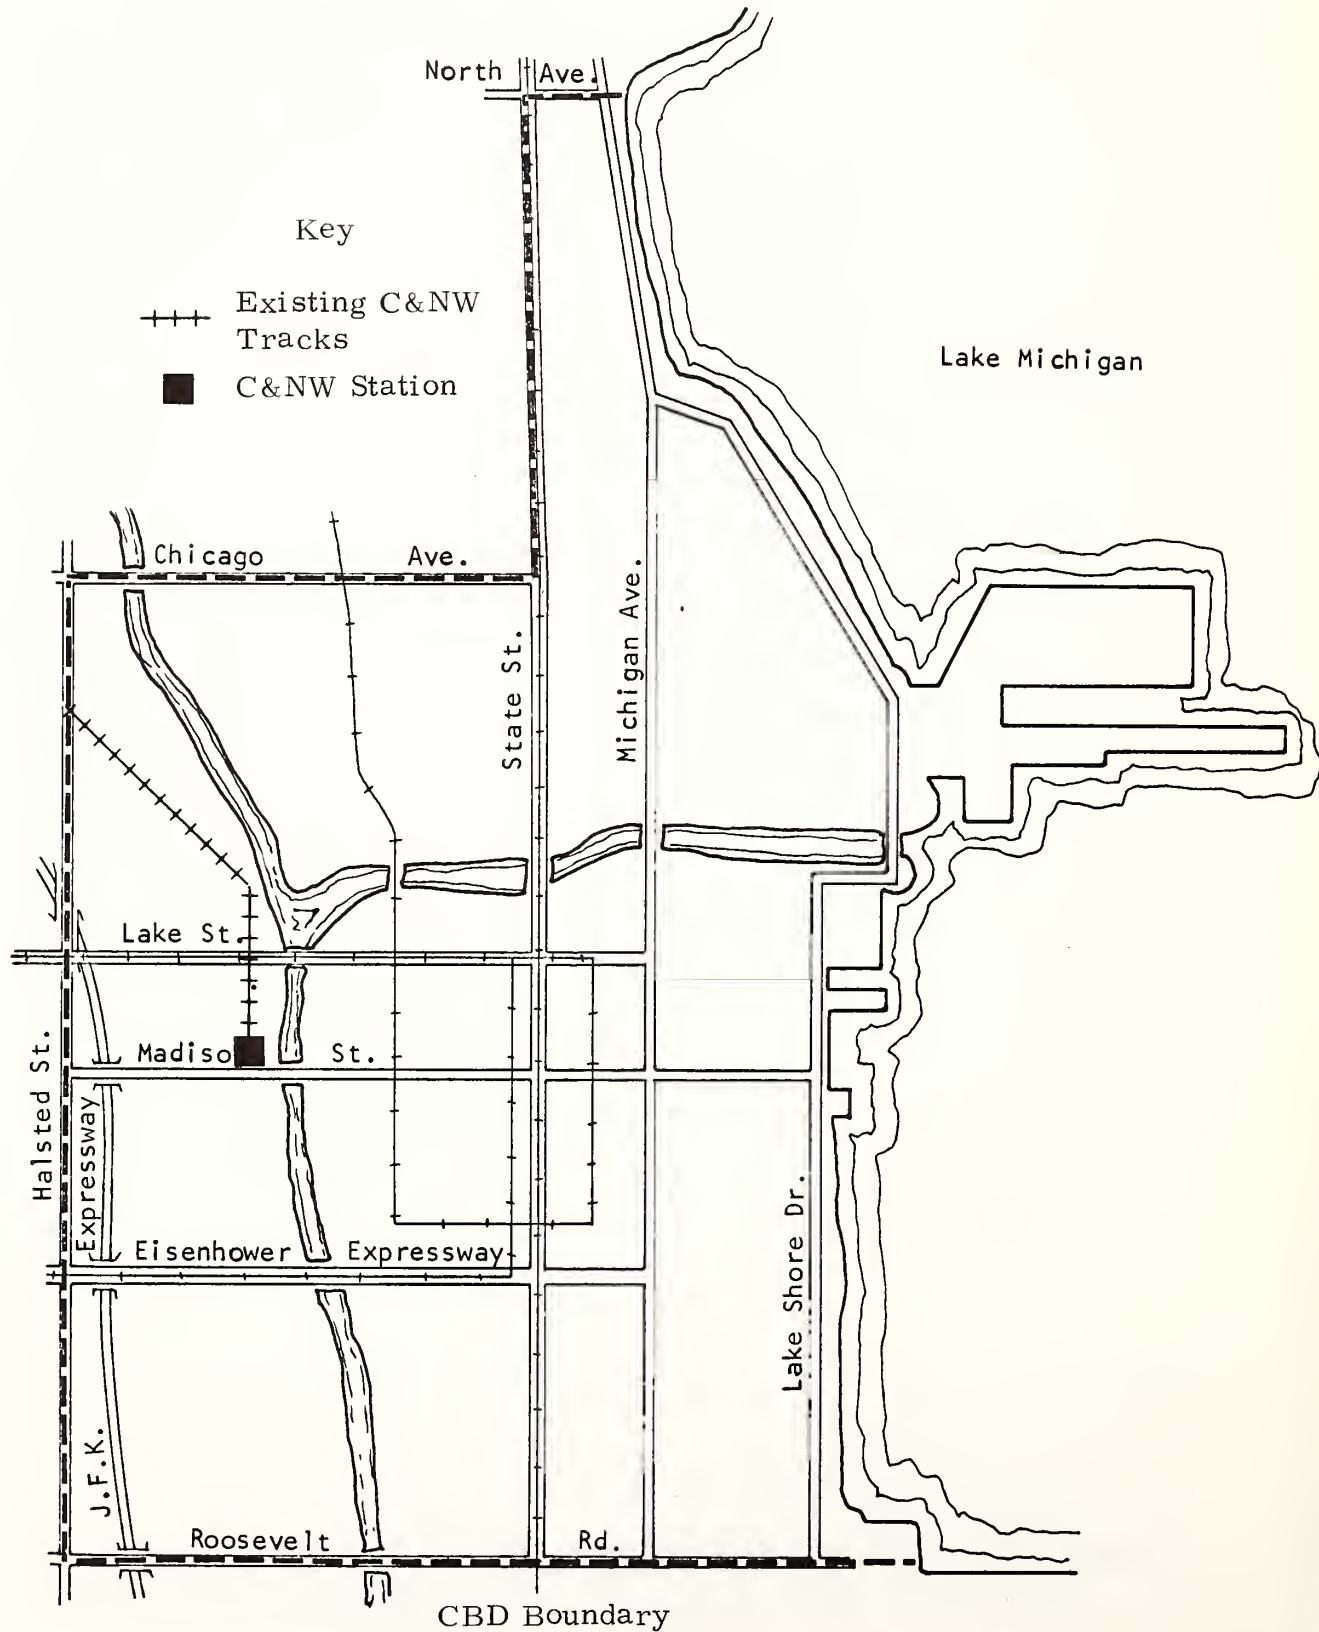 North Ave.
Key
Existing C&NW
Tracks
C&NW Station
Lake Michigan
Chicago Ave.
State St.
Michigan Ave.
Lake St.
Madiso St.
Halsted St.
Expressway
Eisenhower Expressway
Lake Shore Dr.
J.F.K.
Roosevelt Rd.
CBD Boundary